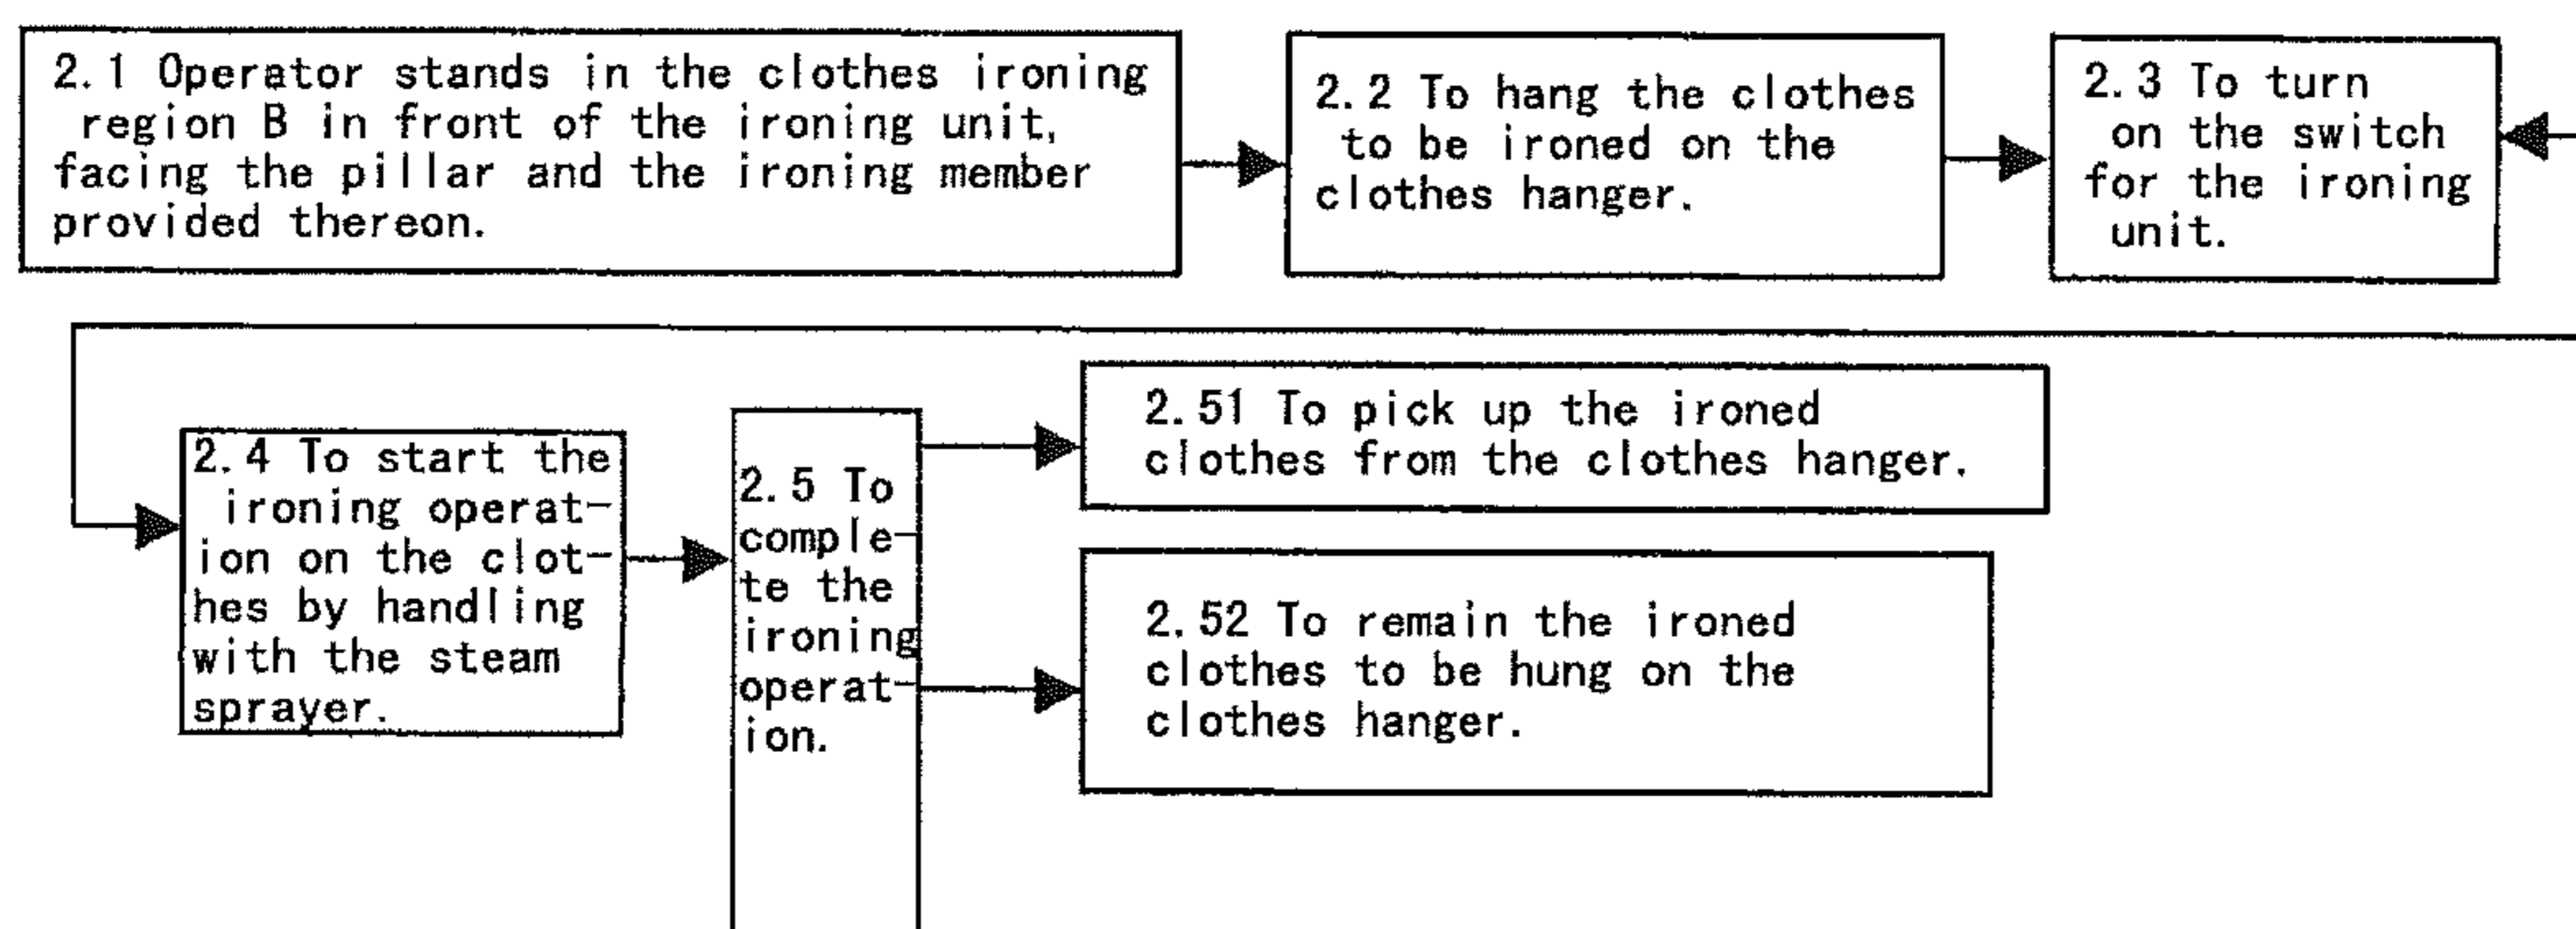 2.1 Operator stands in the clothes ironing
region B in front of the ironing unit,
facing the pillar and the ironing member
provided thereon.
2.2 To hang the clothes
to be ironed on the
clothes hanger.
2.3 To turn
on the switch
for the ironing
unit.
2.4 To start the
ironing operat-
ion on the clot-
hes by handling
with the steam
sprayer.
2.5 To
comple-
te the
ironing
operat-
ion.
2.51 To pick up the ironed
clothes from the clothes hanger.
2.52 To remain the ironed
clothes to be hung on the
clothes hanger.